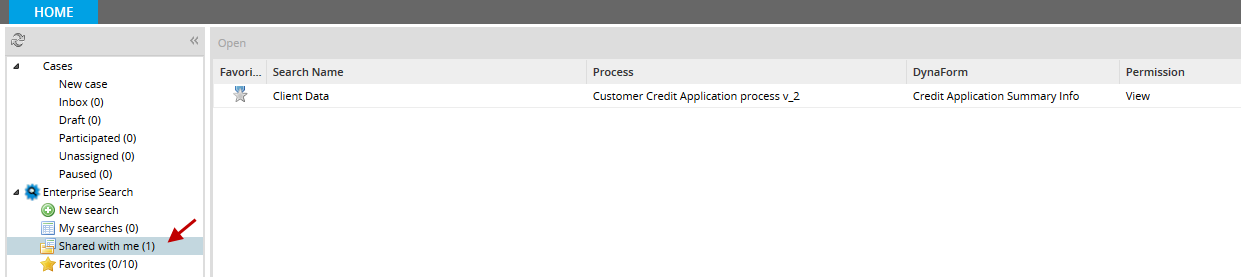 HOME
«
Open
Cases
New case
Inbox (0)
Draft (0)
Participated (0)
Unassigned (0)
Paused (0)
Enterprise Search
New search
My searches (0)
Shared with me (1)
Favorites (0/10)
Favori... Search Name Process DynaForm Permission
Client Data Customer Credit Application process v_2 Credit Application Summary Info View